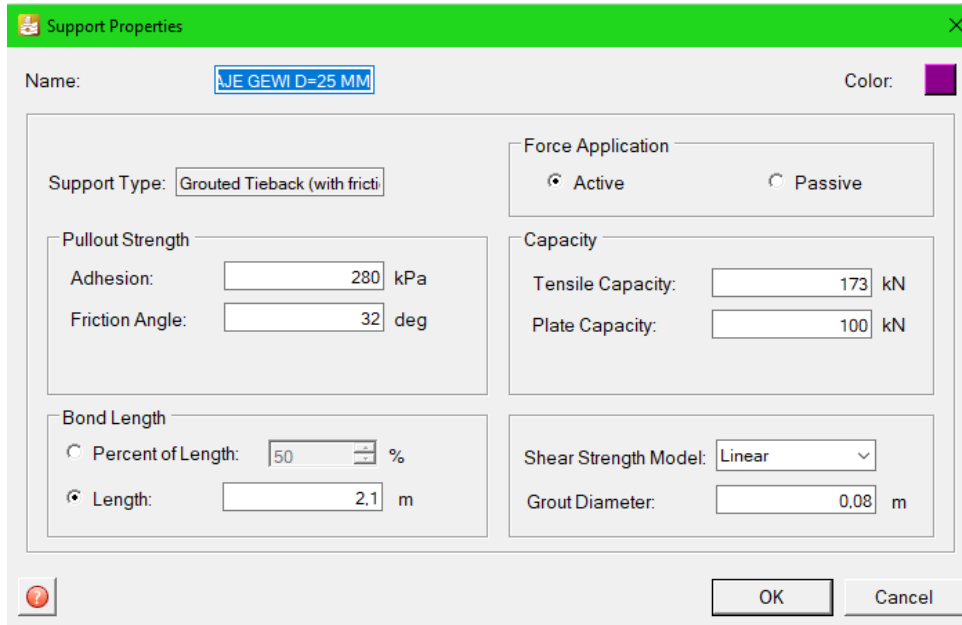 Support Properties
Name: AJE GEWI D=25 MM Color:
Force Application
Support Type: Grouted Tieback (with fricti Active Passive
Pullout Strength
Capacity
Adhesion: 280 kPa
Tensile Capacity: 173 kN
Friction Angle: 32 deg
Plate Capacity: 100 kN
Bond Length
Percent of Length: 50 %
Shear Strength Model: Linear
Length: 2,1 m
Grout Diameter: 0,08 m
?
OK Cancel